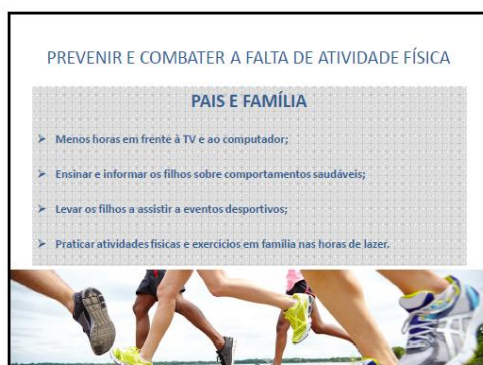 PREVENIR E COMBATER A FALTA DE ATIVIDADE FÍSICA
PAIS E FAMÍLIA
➤ Menos horas em frente à TV e ao computador;
➤ Ensinar e informar os filhos sobre comportamentos saudáveis;
➤ Levar os filhos a assistir a eventos desportivos;
➤ Praticar atividades físicas e exercícios em família nas horas de lazer.